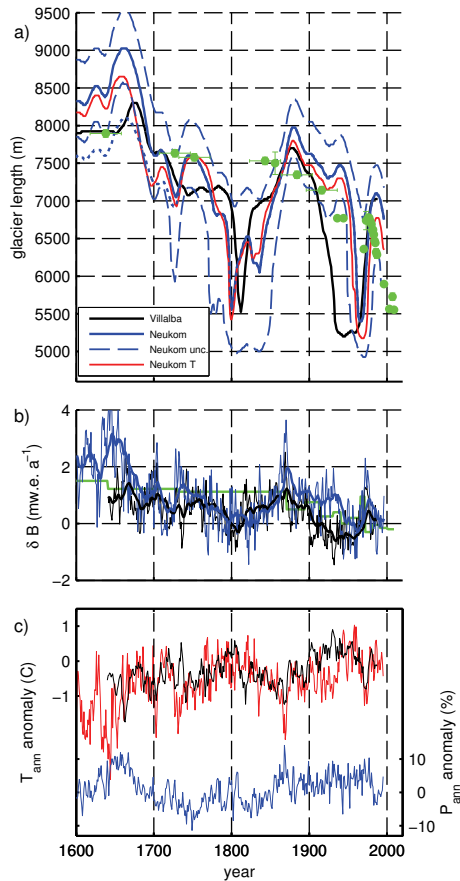 a)
9500
9000
8500
8000
7500
7000
6500
6000
5500
5000
glacier length (m)
Villalba
Neukom
Neukom unc.
Neukom T
b)
4
2
0
−2
δ B (mw.e. a⁻¹)
c)
1
0
−1
T_ann anomaly (C)
10
0
−10
P_ann anomaly (%)
1600 1700 1800 1900 2000
year